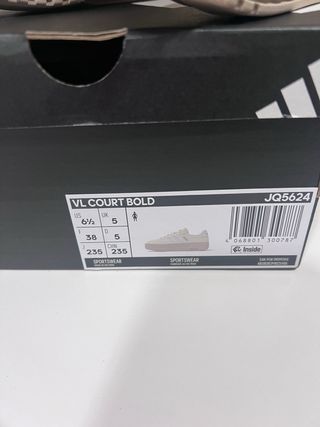 VL COURT BOLD
JQ5624
US 6½ UK 5
F 38 D 5
J 235 CHN 235
4 068801 300787
Inside
SPORTSWEAR
SPORTSWEAR